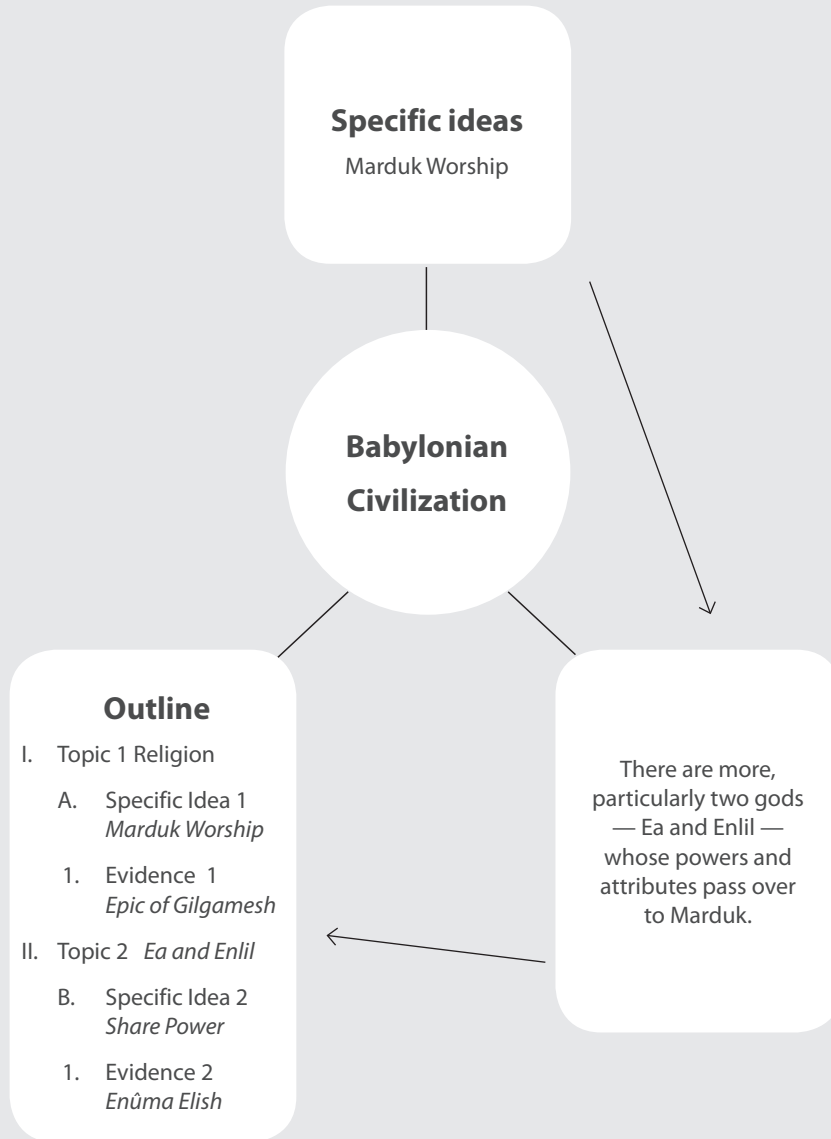 Specific ideas
Marduk Worship
Babylonian
Civilization
There are more,
particularly two gods
— Ea and Enlil —
whose powers and
attributes pass over
to Marduk.
Outline
I. Topic 1 Religion
A. Specific Idea 1
Marduk Worship
1. Evidence 1
Epic of Gilgamesh
II. Topic 2 Ea and Enlil
B. Specific Idea 2
Share Power
1. Evidence 2
Enûma Elish